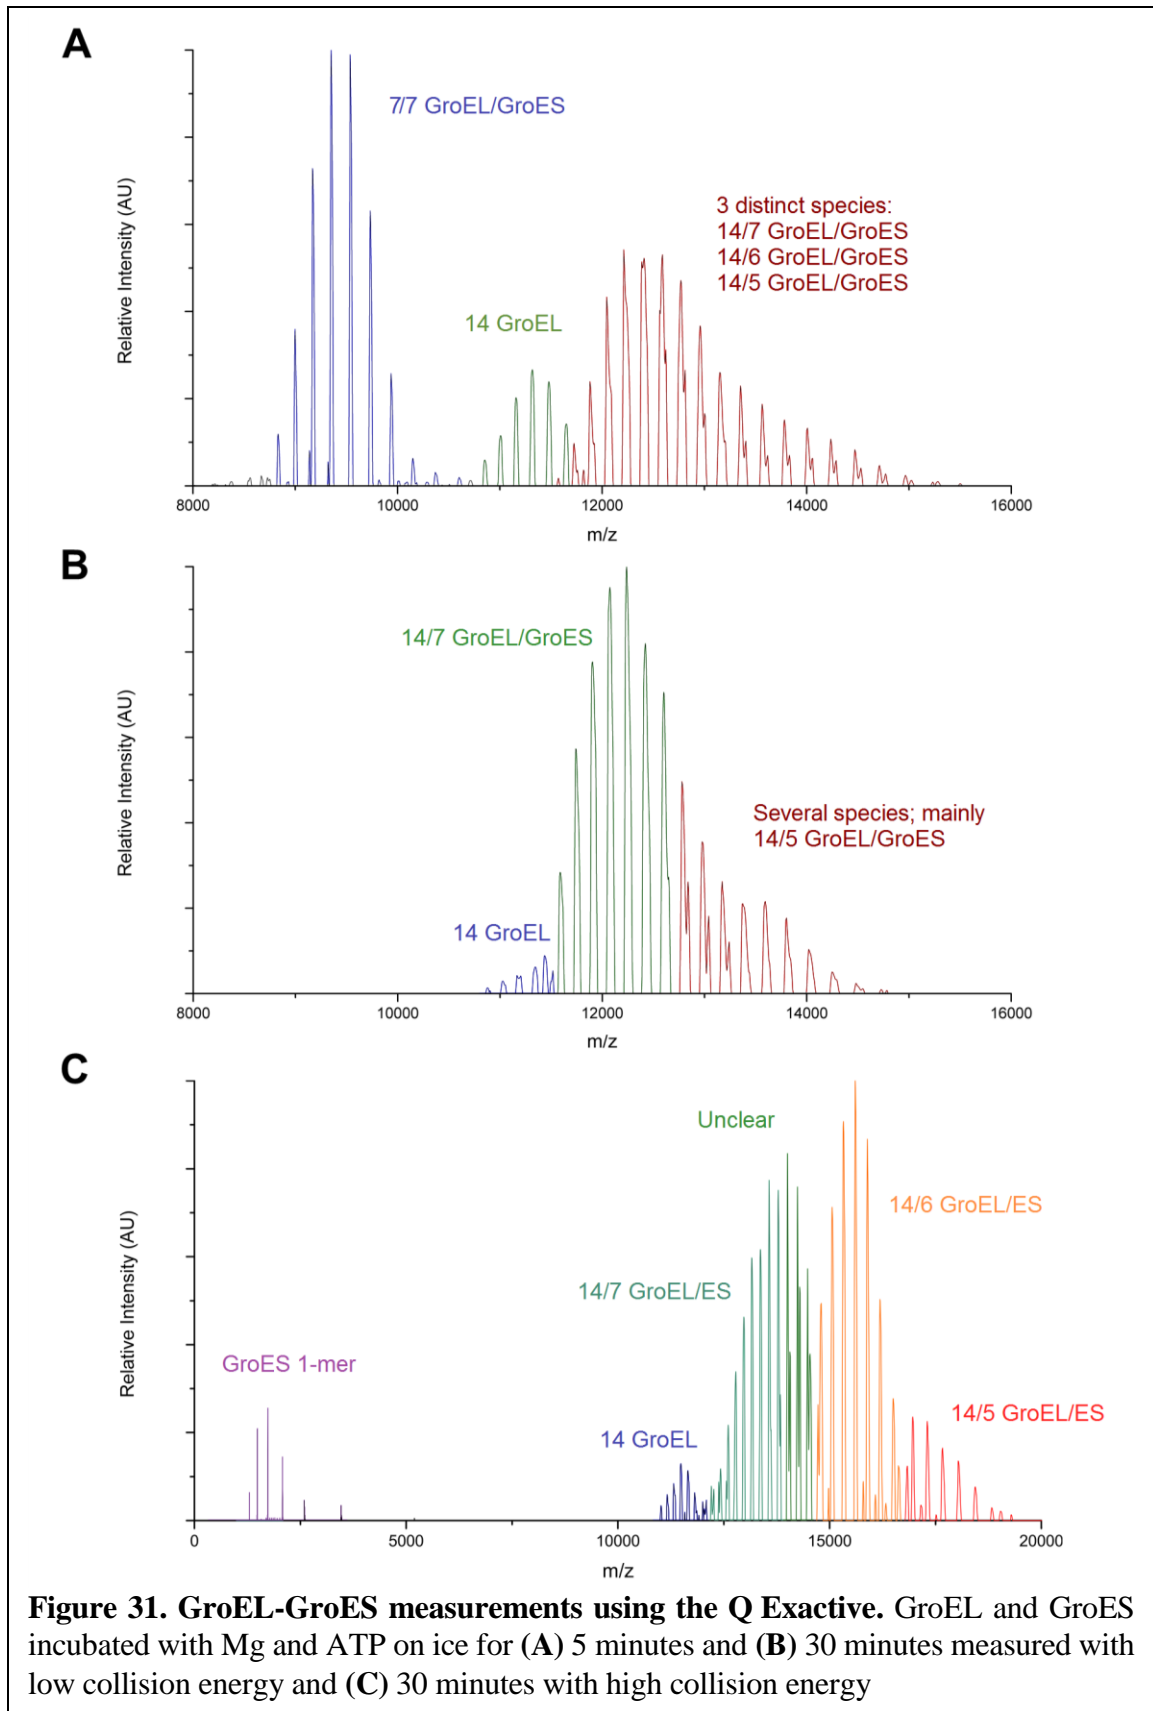 A
Relative Intensity (AU)
7/7 GroEL/GroES
14 GroEL
3 distinct species:
14/7 GroEL/GroES
14/6 GroEL/GroES
14/5 GroEL/GroES
8000 10000 12000 14000 16000
m/z
B
Relative Intensity (AU)
14/7 GroEL/GroES
14 GroEL
Several species; mainly
14/5 GroEL/GroES
8000 10000 12000 14000 16000
m/z
C
Relative Intensity (AU)
GroES 1-mer
14 GroEL
14/7 GroEL/ES
Unclear
14/6 GroEL/ES
14/5 GroEL/ES
0 5000 10000 15000 20000
m/z
Figure 31. GroEL-GroES measurements using the Q Exactive. GroEL and GroES
incubated with Mg and ATP on ice for (A) 5 minutes and (B) 30 minutes measured with
low collision energy and (C) 30 minutes with high collision energy